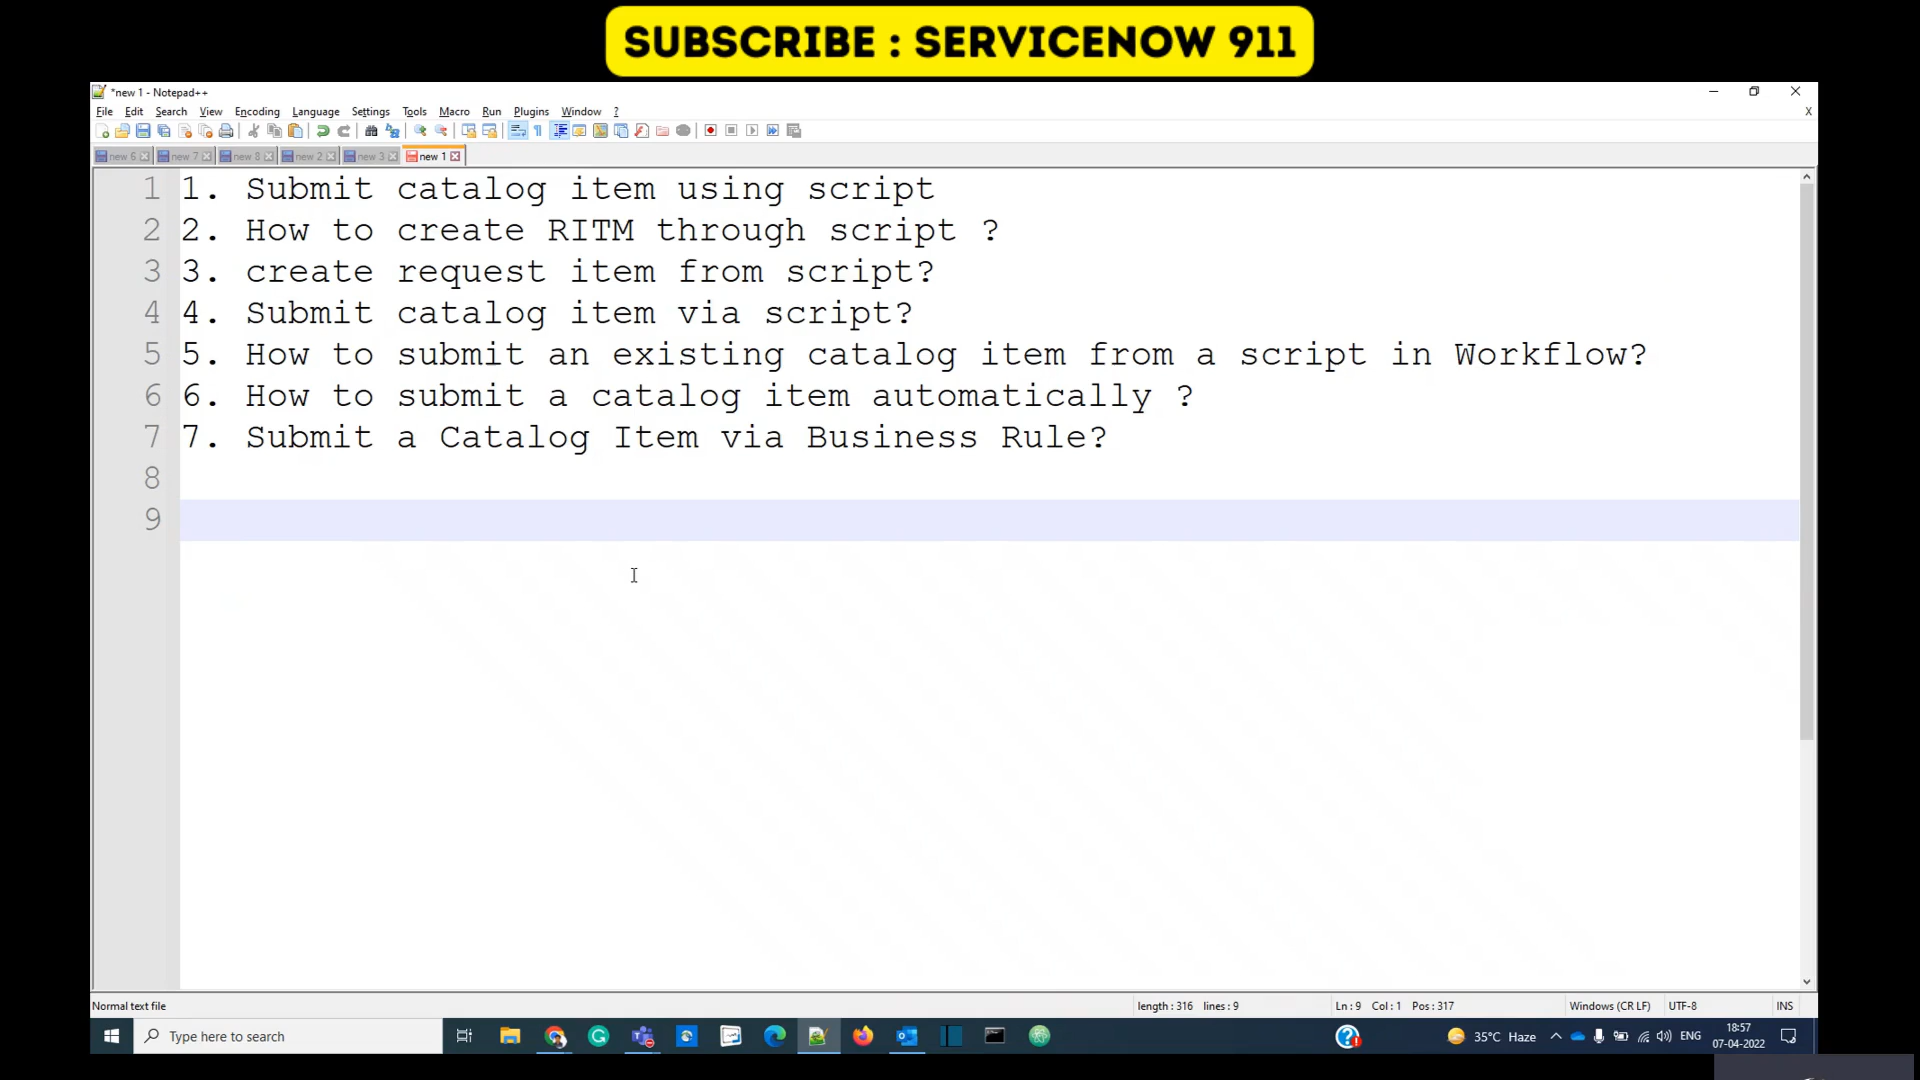 SUBSCRIBE : SERVICENOW 911
*new 1 - Notepad++
File Edit Search View Encoding Language Settings Tools Macro Run Plugins Window ?
X
new 6 new 7 new 8 new 2 new 3 new 1
1 1. Submit catalog item using script
2 2. How to create RITM through script ?
3 3. create request item from script?
4 4. Submit catalog item via script?
5 5. How to submit an existing catalog item from a script in Workflow?
6 6. How to submit a catalog item automatically ?
7 7. Submit a Catalog Item via Business Rule?
8
9
Normal text file length : 316 lines : 9 Ln : 9 Col : 1 Pos : 317 Windows (CR LF) UTF-8 INS
Type here to search 35°C Haze ENG 18:57
07-04-2022